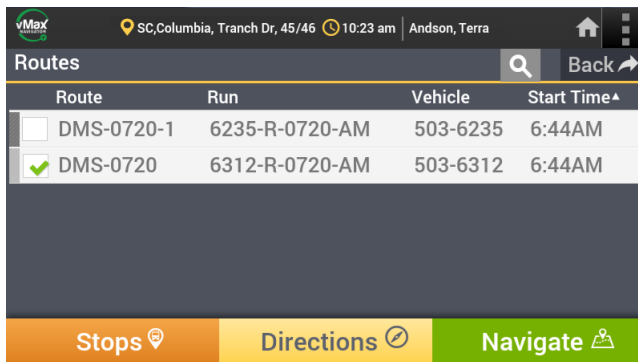 vMax
NAVIGATION
SC,Columbia, Tranch Dr, 45/46 10:23 am Andson, Terra
Routes Back
Route Run Vehicle Start Time
DMS-0720-1 6235-R-0720-AM 503-6235 6:44AM
DMS-0720 6312-R-0720-AM 503-6312 6:44AM
Stops Directions Navigate